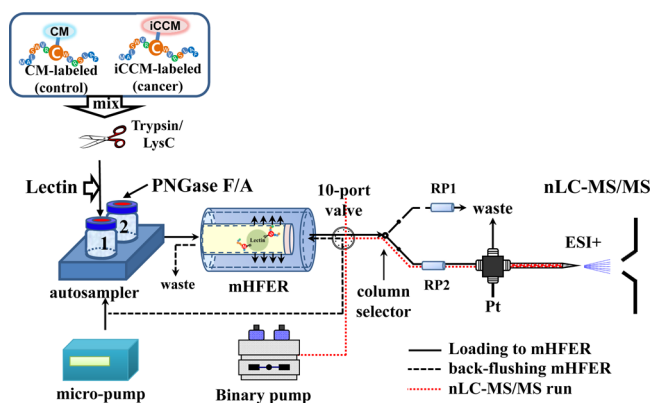 CM
iCCM
C
C
CM-labeled
(control)
iCCM-labeled
(cancer)
mix
Trypsin/
LysC
Lectin
PNGase F/A
1
2
autosampler
waste
Lectin
mHFER
10-port
valve
RP1
waste
nLC-MS/MS
ESI+
column
selector
RP2
Pt
micro-pump
Binary pump
Loading to mHFER
back-flushing mHFER
nLC-MS/MS run